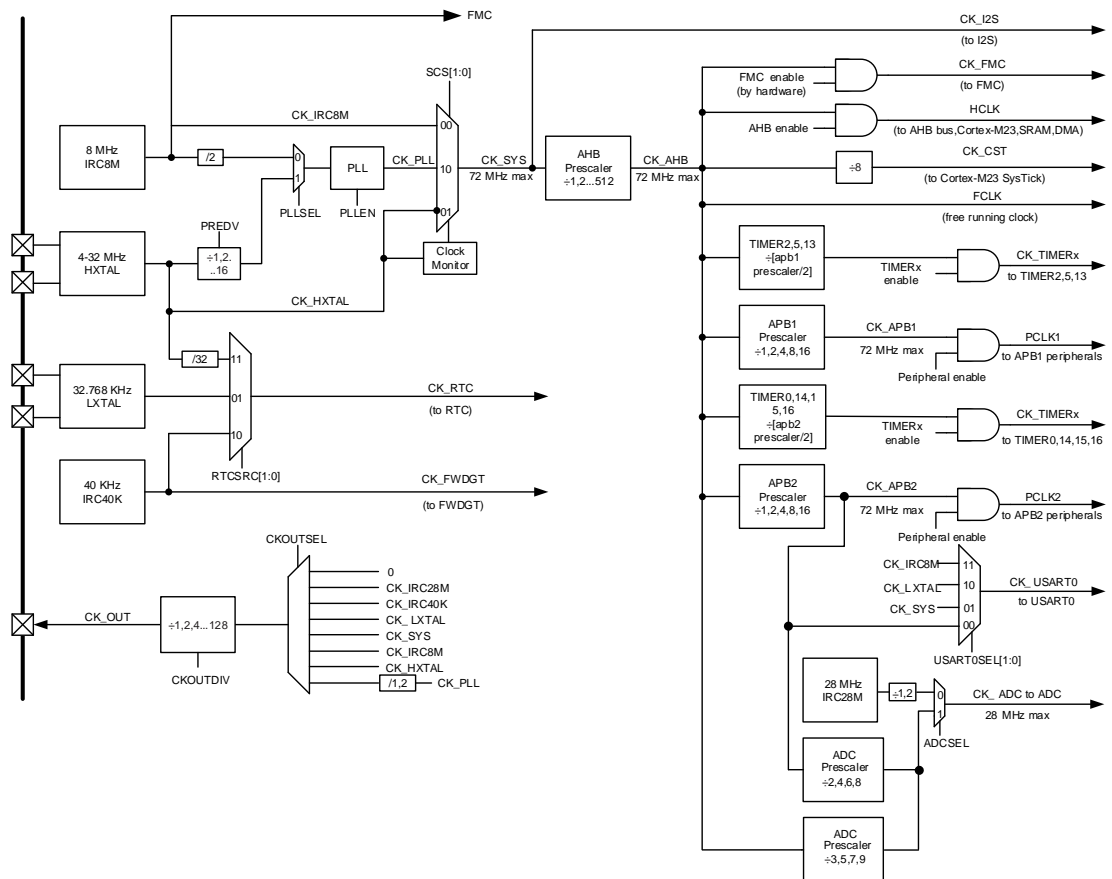 FMC
CK_I2S
(to I2S)
SCS[1:0]
CK_FMC
FMC enable
(by hardware)
(to FMC)
CK_IRC8M
00
HCLK
AHB enable
(to AHB bus,Cortex-M23,SRAM,DMA)
8 MHz
IRC8M
/2
0
1
PLL
CK_PLL
10
CK_SYS
72 MHz max
AHB
Prescaler
÷1,2...512
CK_AHB
72 MHz max
÷8
CK_CST
(to Cortex-M23 SysTick)
PLLSEL
PLLEN
01
FCLK
(free running clock)
PREDV
4-32 MHz
HXTAL
÷1,2.
..16
Clock
Monitor
TIMER2,5,13
÷[apb1
prescaler/2]
TIMERx
enable
CK_TIMERx
to TIMER2,5,13
CK_HXTAL
APB1
Prescaler
÷1,2,4,8,16
CK_APB1
72 MHz max
Peripheral enable
PCLK1
to APB1 peripherals
/32
11
32.768 KHz
LXTAL
01
CK_RTC
(to RTC)
TIMER0,14,1
5,16
÷[apb2
prescaler/2]
TIMERx
enable
CK_TIMERx
to TIMER0,14,15,16
10
RTCSRC[1:0]
40 KHz
IRC40K
CK_FWDGT
(to FWDGT)
APB2
Prescaler
÷1,2,4,8,16
CK_APB2
72 MHz max
Peripheral enable
PCLK2
to APB2 peripherals
CKOUTSEL
0
CK_IRC28M
CK_IRC40K
CK_ LXTAL
CK_SYS
CK_IRC8M
CK_HXTAL
/1,2
CK_PLL
CK_OUT
÷1,2,4...128
CKOUTDIV
CK_IRC8M
11
CK_LXTAL
10
CK_SYS
01
00
CK_USART0
to USART0
USART0SEL[1:0]
28 MHz
IRC28M
÷1,2
0
1
CK_ ADC to ADC
28 MHz max
ADCSEL
ADC
Prescaler
÷2,4,6,8
ADC
Prescaler
÷3,5,7,9